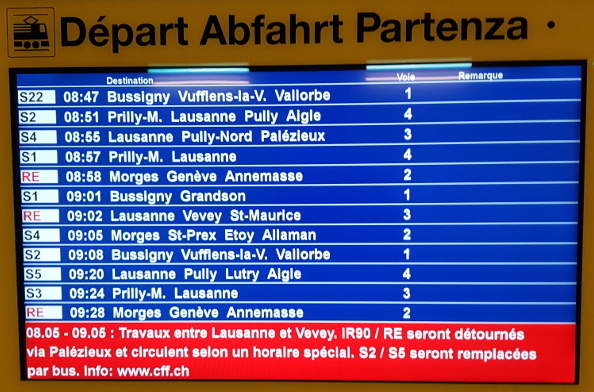 Départ Abfahrt Partenza
Destination Voie Remarque
S22 08:47 Bussigny Vufflens-la-V. Vallorbe 1
S2 08:51 Prilly-M. Lausanne Pully Aigle 4
S4 08:55 Lausanne Pully-Nord Palézieux 3
S1 08:57 Prilly-M. Lausanne 4
RE 08:58 Morges Genève Annemasse 2
S1 09:01 Bussigny Grandson 1
RE 09:02 Lausanne Vevey St-Maurice 3
S4 09:05 Morges St-Prex Etoy Allaman 2
S2 09:08 Bussigny Vufflens-la-V. Vallorbe 1
S5 09:20 Lausanne Pully Lutry Aigle 4
S3 09:24 Prilly-M. Lausanne 3
RE 09:28 Morges Genève Annemasse 2
08.05 - 09.05 : Travaux entre Lausanne et Vevey. IR90 / RE seront détournés
via Palézieux et circulent selon un horaire spécial. S2 / S5 seront remplacées
par bus. Info: www.cff.ch